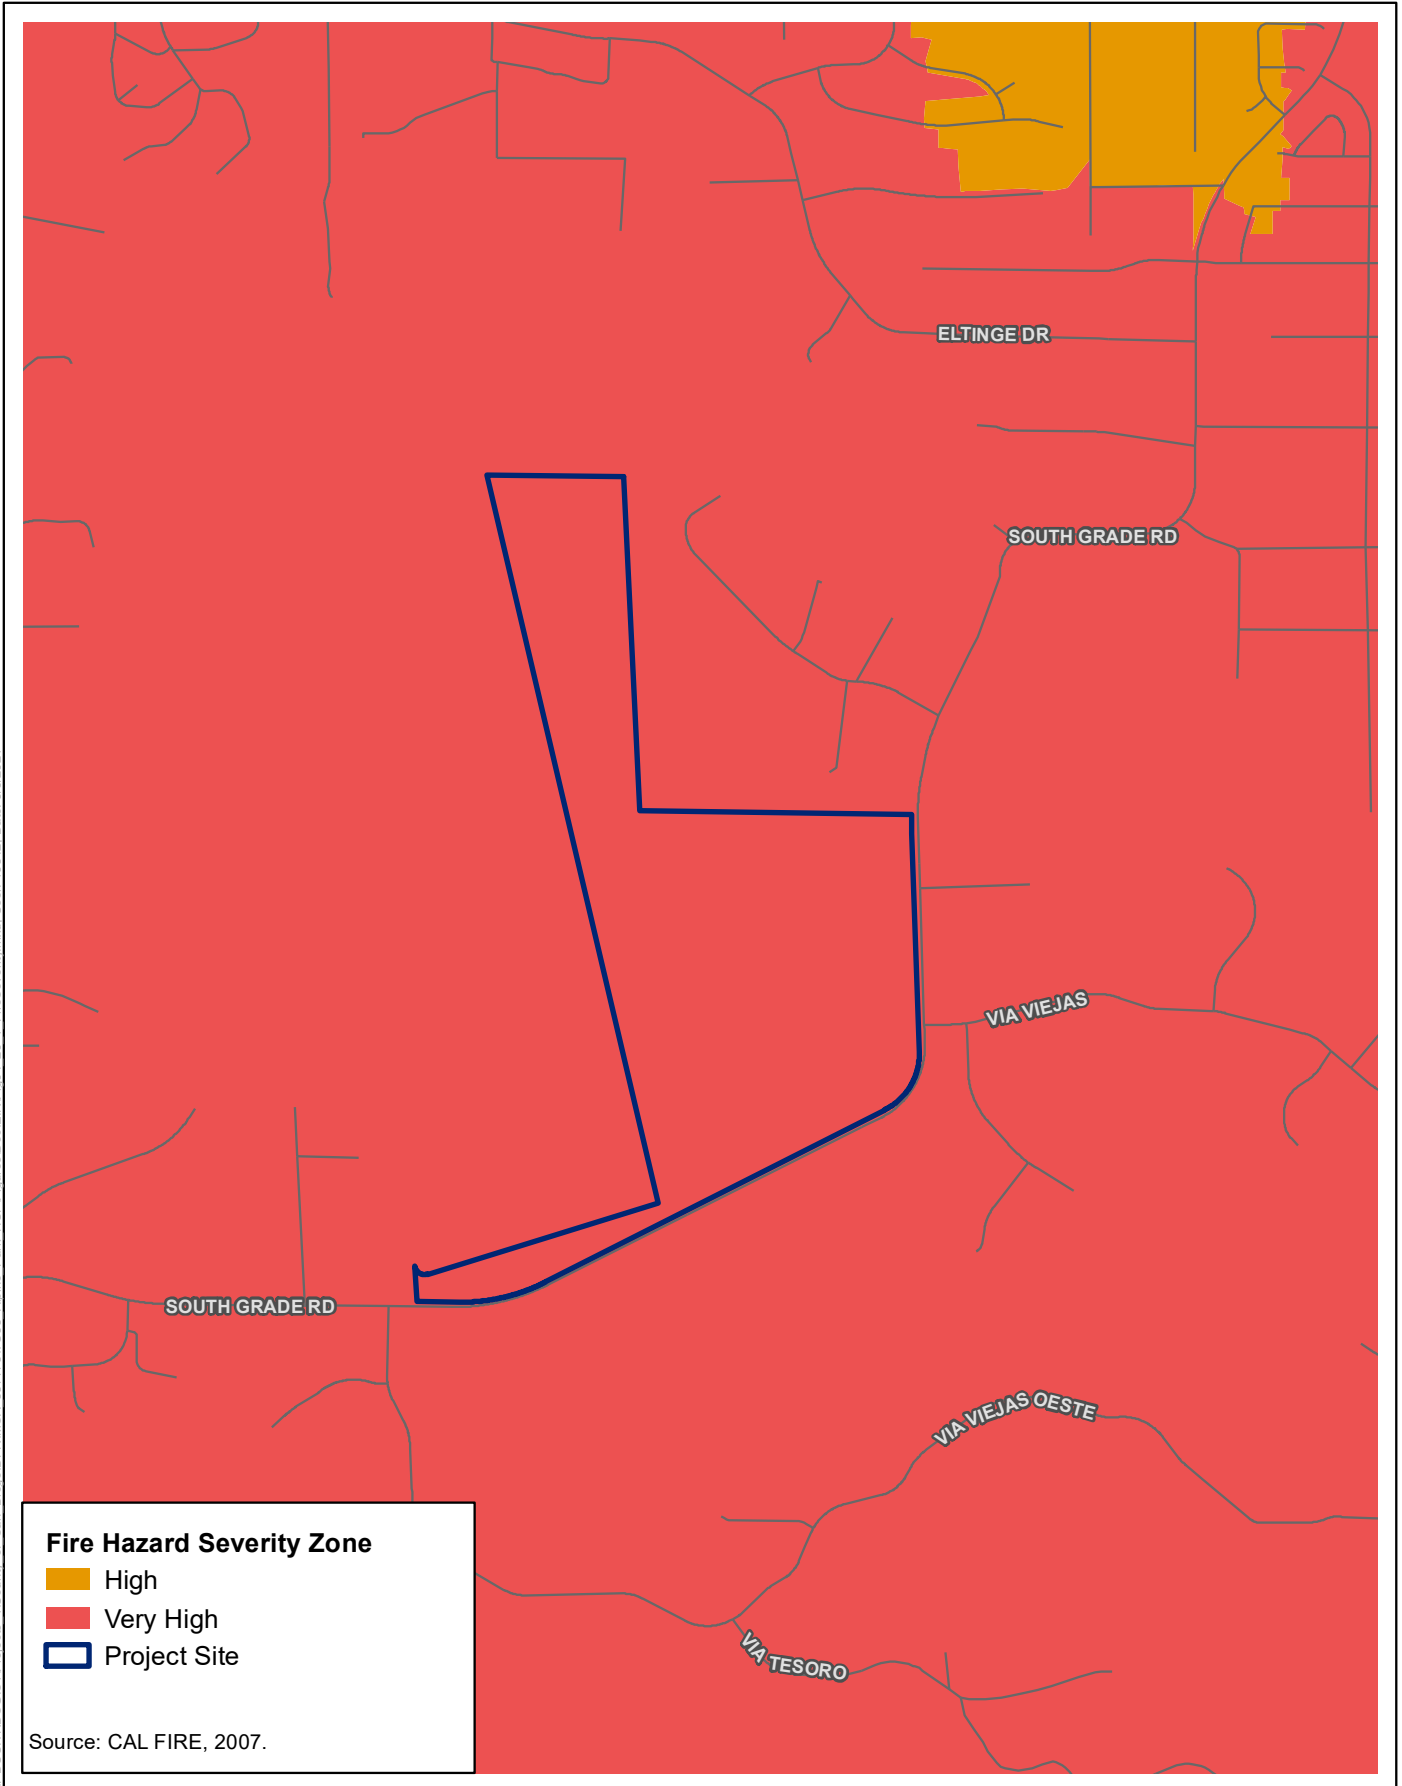 ELTINGE DR
SOUTH GRADE RD
VIA VIEJAS
SOUTH GRADE RD
VIA VIEJAS OESTE
VIA TESORO
Fire Hazard Severity Zone
High
Very High
Project Site
Source: CAL FIRE, 2007.